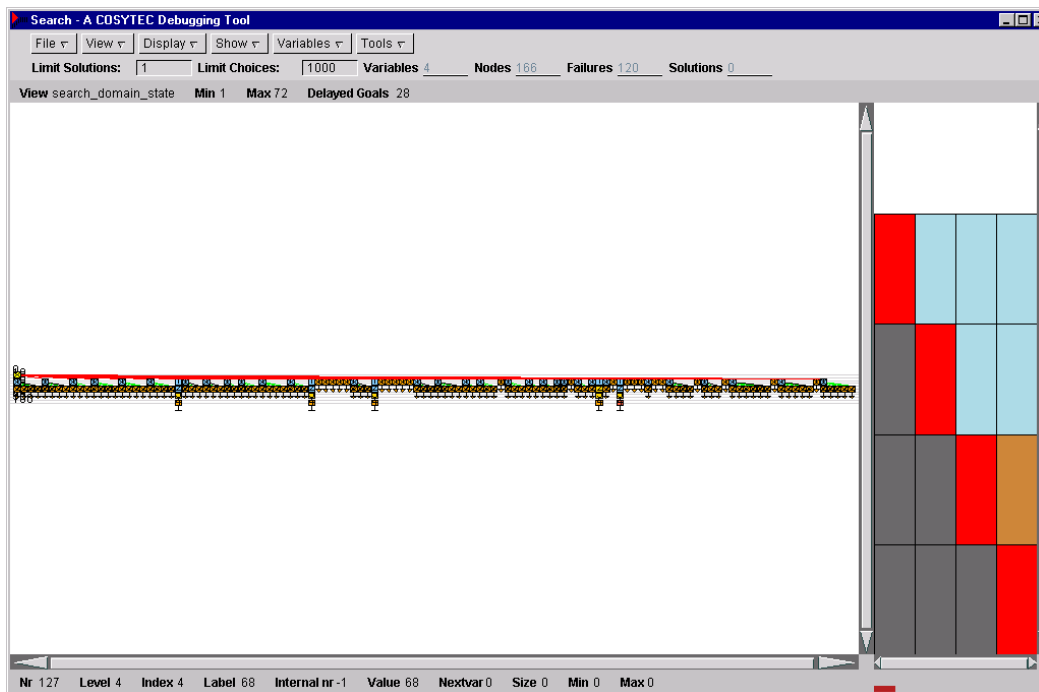 Search - A COSYTEC Debugging Tool
File View Display Show Variables Tools
Limit Solutions: 1 Limit Choices: 1000 Variables 4 Nodes 166 Failures 120 Solutions 0
View search_domain_state Min 1 Max 72 Delayed Goals 28
Nr 127 Level 4 Index 4 Label 68 Internal nr -1 Value 68 Nextvar 0 Size 0 Min 0 Max 0